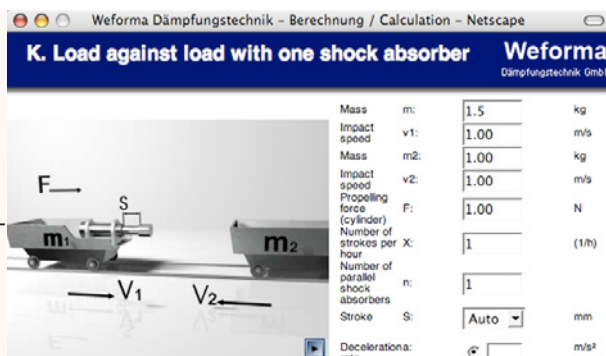 Weforma Dämpfungstechnik – Berechnung / Calculation – Netscape
K. Load against load with one shock absorber
Weforma
Dämpfungstechnik GmbH
F
S
m1
m2
V1
V2
Mass m: 1.5 kg
Impact
speed v1: 1.00 m/s
Mass m2: 1.00 kg
Impact
speed v2: 1.00 m/s
Propelling
force F: 1.00 N
(cylinder)
Number of
strokes per X: 1 (1/h)
hour
Number of
parallel
shock n: 1
absorbers
Stroke S: Auto mm
Deceleration a: m/s²